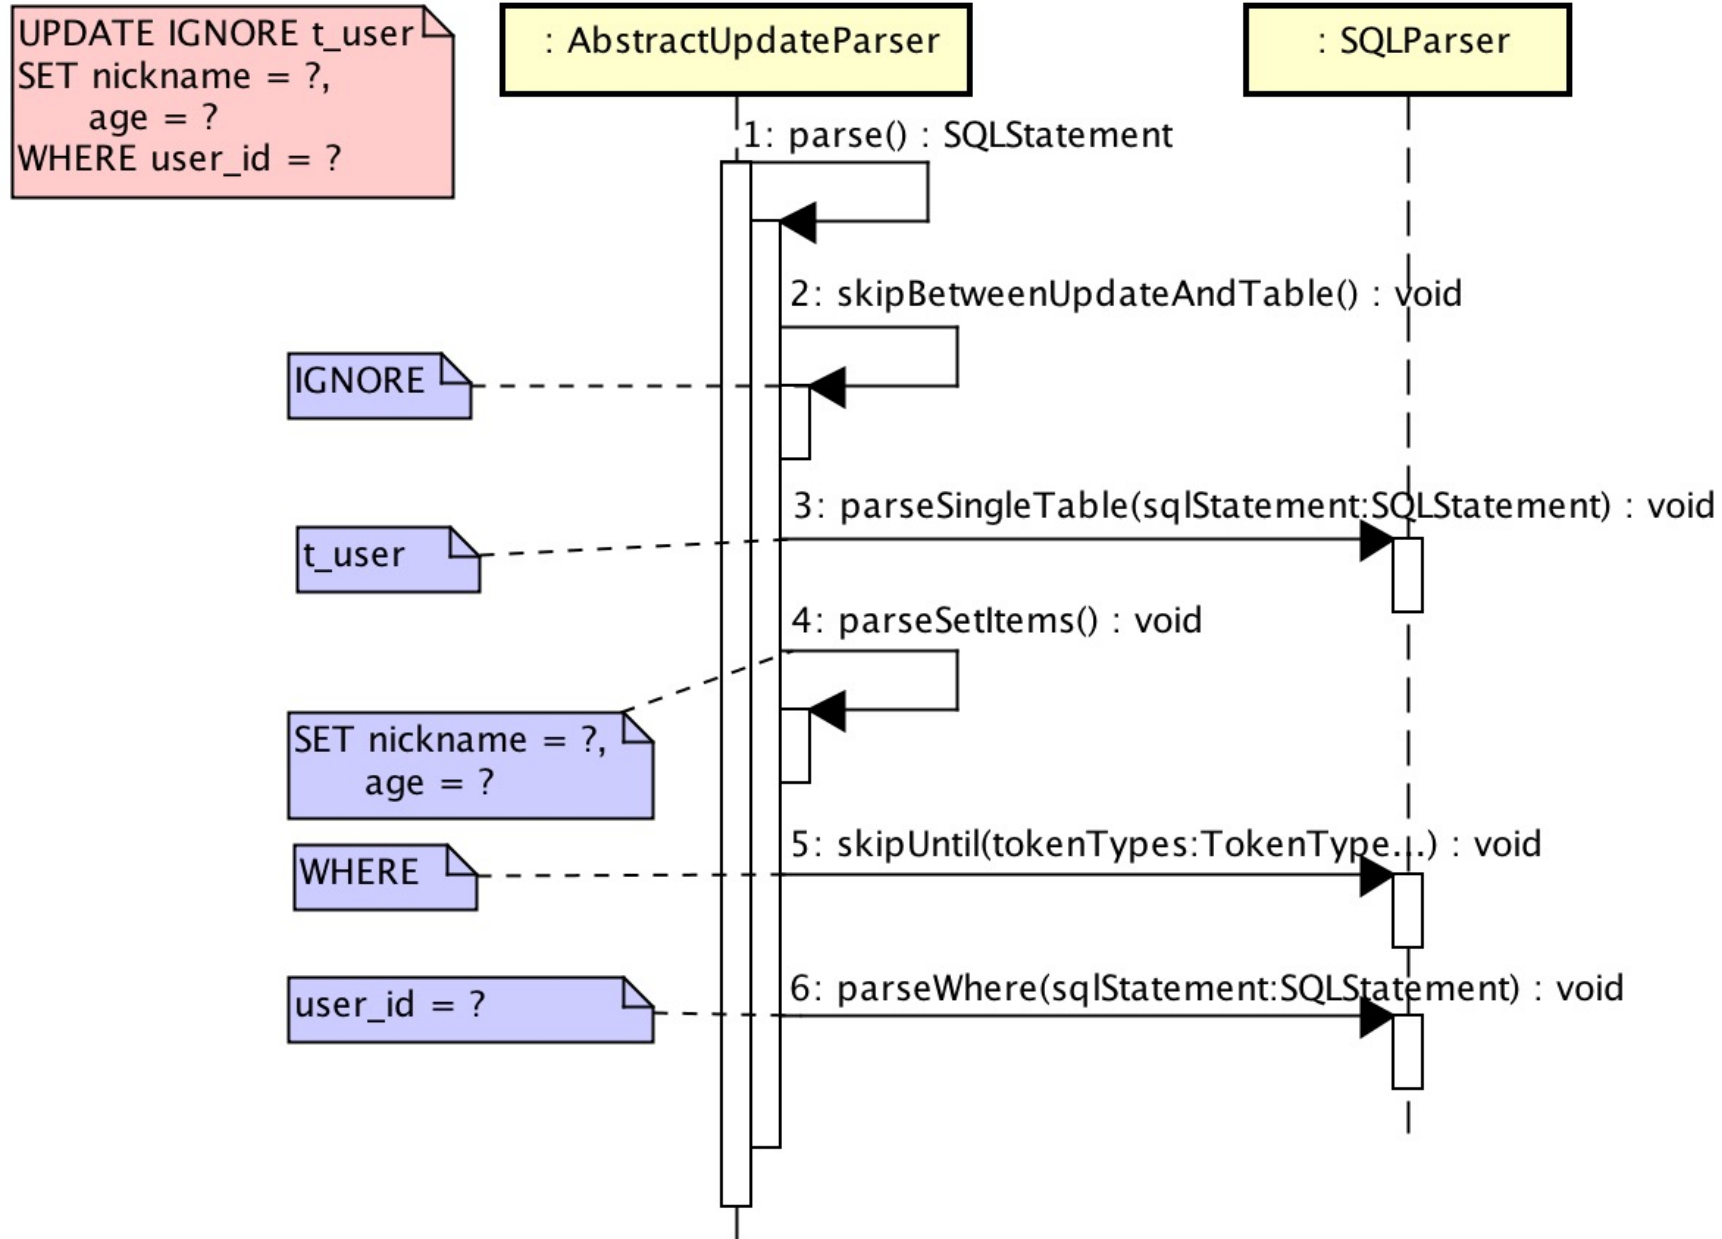 UPDATE IGNORE t_user
SET nickname = ?,
age = ?
WHERE user_id = ?
: AbstractUpdateParser
: SQLParser
1: parse() : SQLStatement
2: skipBetweenUpdateAndTable() : void
IGNORE
3: parseSingleTable(sqlStatement:SQLStatement) : void
t_user
4: parseSetItems() : void
SET nickname = ?,
age = ?
5: skipUntil(tokenTypes:TokenType...) : void
WHERE
6: parseWhere(sqlStatement:SQLStatement) : void
user_id = ?